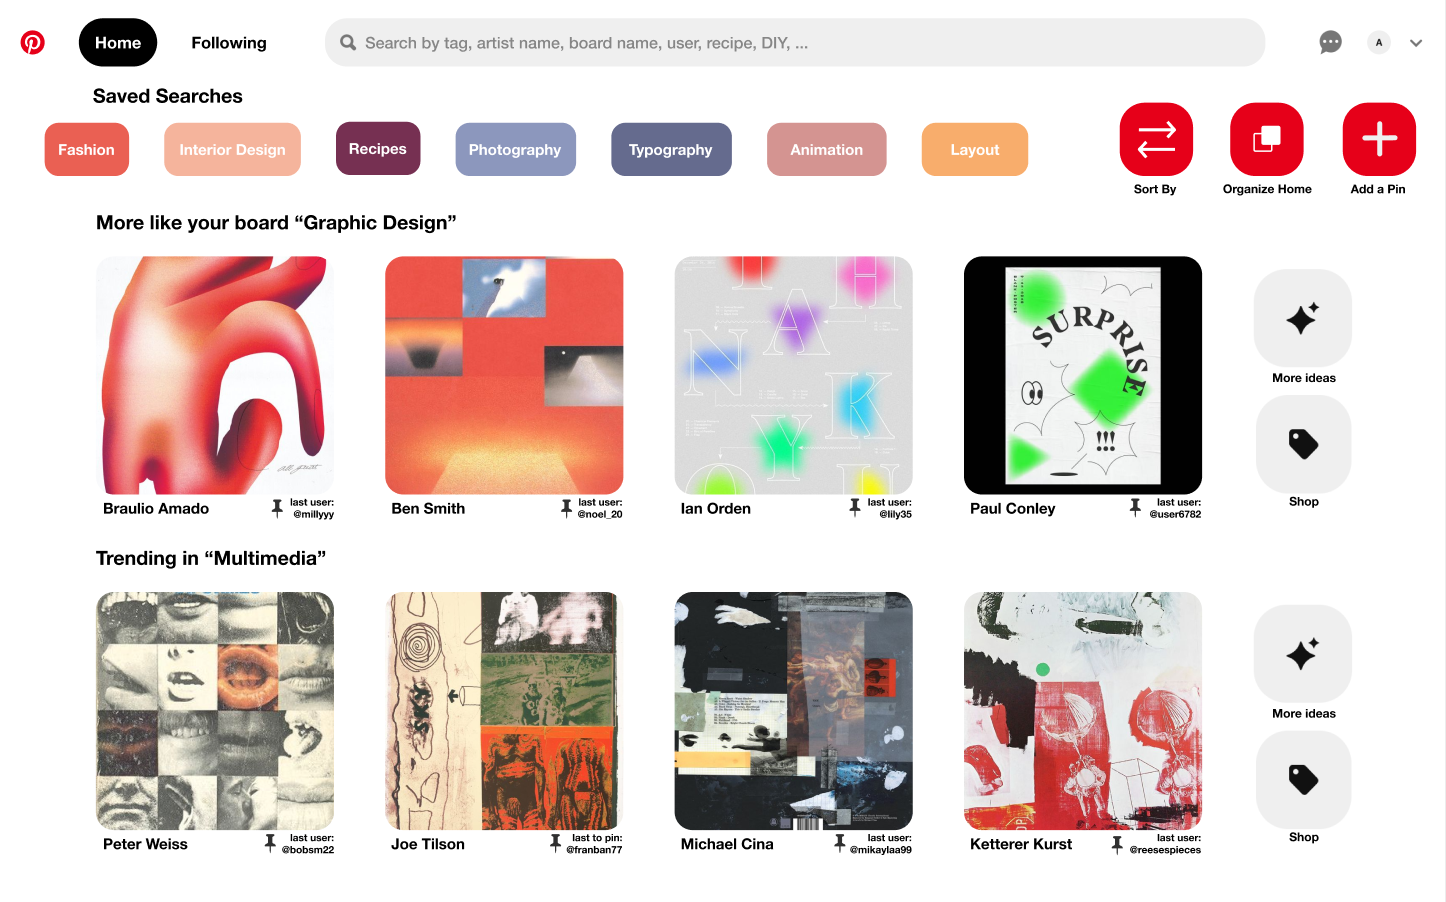 Home
Following
Search by tag, artist name, board name, user, recipe, DIY, ...
A
Saved Searches
Fashion
Interior Design
Recipes
Photography
Typography
Animation
Layout
Sort By
Organize Home
Add a Pin
More like your board “Graphic Design”
T H
A
N
K
Y
O U
SURPRISE
!!!
More ideas
Shop
Braulio Amado
last user:
@millyyy
Ben Smith
last user:
@noel_20
Ian Orden
last user:
@lily35
Paul Conley
last user:
@user6782
Trending in “Multimedia”
More ideas
Shop
Peter Weiss
last user:
@bobsm22
Joe Tilson
last to pin:
@franban77
Michael Cina
last user:
@mikaylaa99
Ketterer Kurst
last user:
@reesespieces